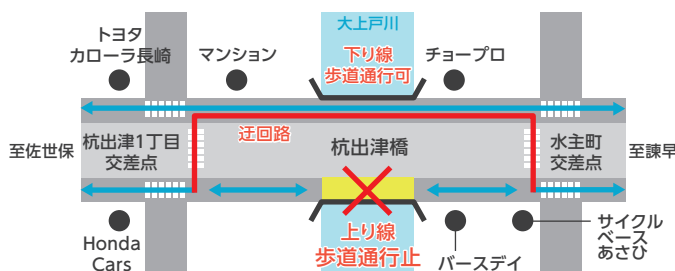 トヨタ
カローラ長崎
マンション
大上戸川
下り線
歩道通行可
チョープロ
迂回路
至佐世保
杭出津1丁目
交差点
杭出津橋
水主町
交差点
至諫早
上り線
歩道通行止
Honda
Cars
バースデイ
サイクル
ベース
あさひ